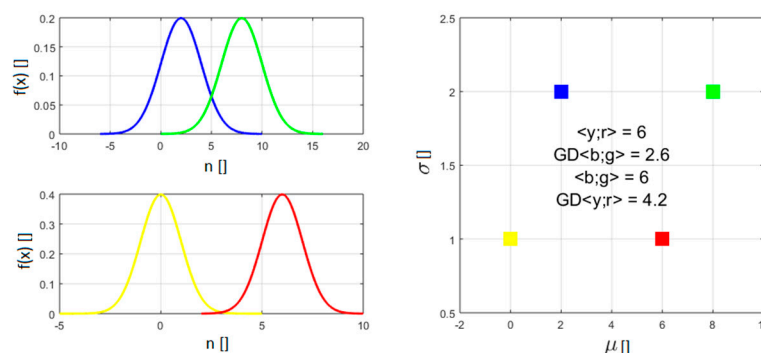 0.2
0.15
0.1
0.05
0
-10 -5 0 5 10 15 20
f(x) []
n []
0.4
0.3
0.2
0.1
0
-5 0 5 10
f(x) []
n []
2.5
2
1.5
1
0.5
-2 0 2 4 6 8 10
σ []
μ []
<y;r> = 6
GD<b;g> = 2.6
<b;g> = 6
GD<y;r> = 4.2